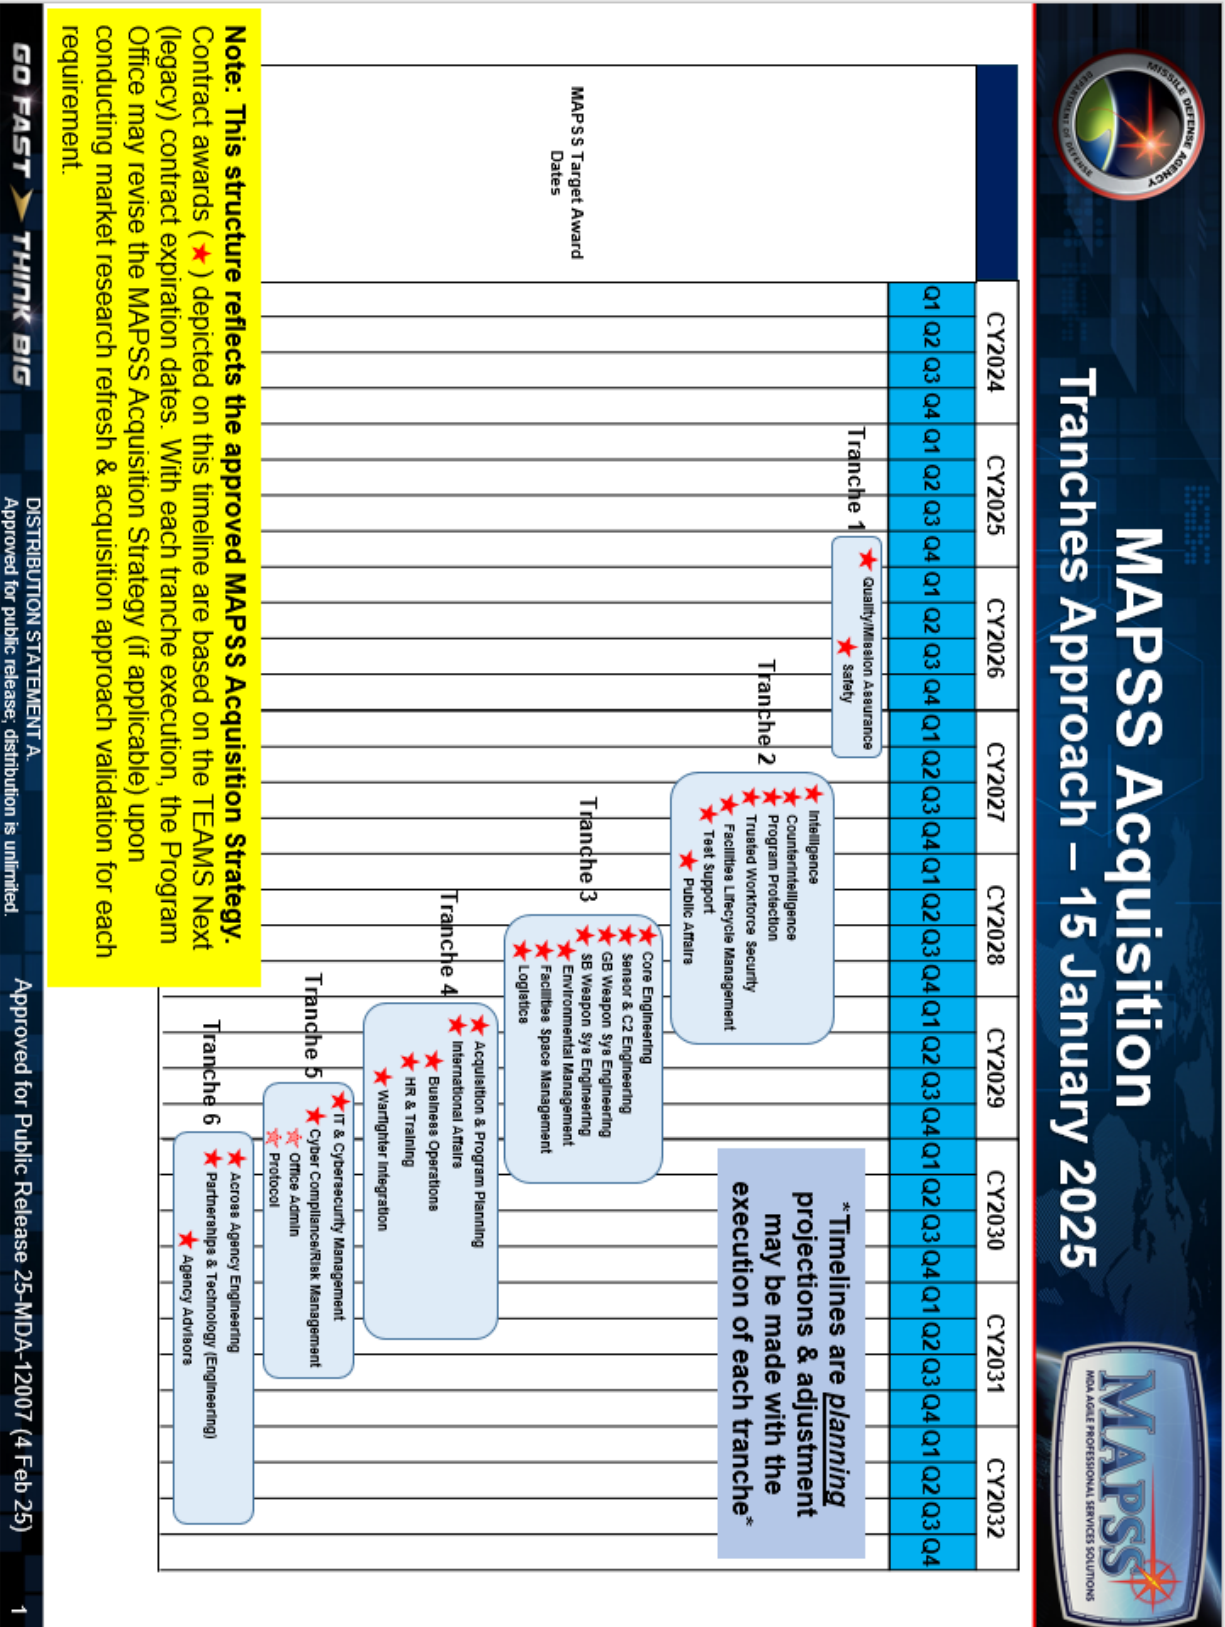 MISSILE DEFENSE AGENCY
DEPARTMENT OF DEFENSE
MAPSS Acquisition
Tranches Approach – 15 January 2025
MAPSS
MDA AGILE PROFESSIONAL SERVICES SOLUTIONS
CY2024 CY2025 CY2026 CY2027 CY2028 CY2029 CY2030 CY2031 CY2032
Q1 Q2 Q3 Q4 Q1 Q2 Q3 Q4 Q1 Q2 Q3 Q4 Q1 Q2 Q3 Q4 Q1 Q2 Q3 Q4 Q1 Q2 Q3 Q4 Q1 Q2 Q3 Q4 Q1 Q2 Q3 Q4 Q1 Q2 Q3 Q4
MAPSS Target Award
Dates
Tranche 1
Quality/Mission Assurance
Safety
Tranche 2
Intelligence
Counterintelligence
Program Protection
Trusted Workforce Security
Facilities Lifecycle Management
Test Support
Public Affairs
*Timelines are planning
projections & adjustment
may be made with the
execution of each tranche*
Tranche 3
Core Engineering
Sensor & C2 Engineering
GB Weapon Sys Engineering
SB Weapon Sys Engineering
Environmental Management
Facilities Space Management
Logistics
Tranche 4
Acquisition & Program Planning
International Affairs
Business Operations
HR & Training
Warfighter Integration
Tranche 5
IT & Cybersecurity Management
Cyber Compliance/Risk Management
Office Admin
Protocol
Tranche 6
Across Agency Engineering
Partnerships & Technology (Engineering)
Agency Advisors
Note: This structure reflects the approved MAPSS Acquisition Strategy.
Contract awards ( ★ ) depicted on this timeline are based on the TEAMS Next
(legacy) contract expiration dates. With each tranche execution, the Program
Office may revise the MAPSS Acquisition Strategy (if applicable) upon
conducting market research refresh & acquisition approach validation for each
requirement.
GO FAST THINK BIG
DISTRIBUTION STATEMENT A.
Approved for public release; distribution is unlimited.
Approved for Public Release 25-MDA-12007 (4 Feb 25)
1